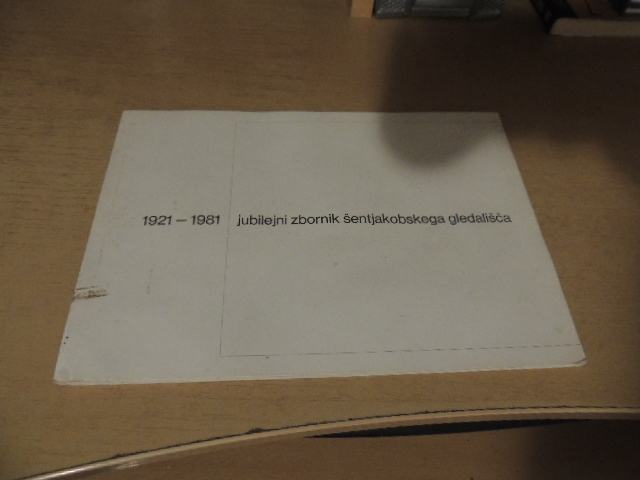 1921 – 1981 jubilejni zbornik šentjakobskega gledališča